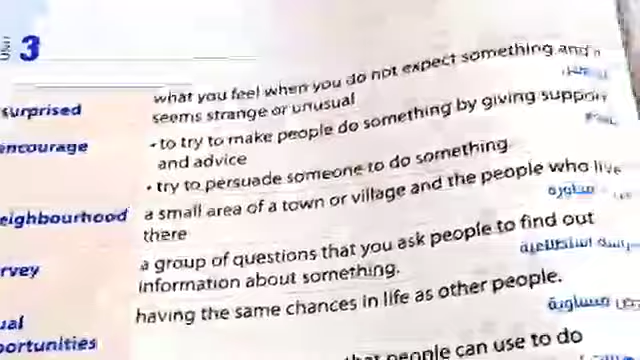 3
surprised
what you feel when you do not expect something and
seems strange or unusual
encourage
• to try to make people do something by giving support
and advice
• try to persuade someone to do something
eighbourhood
a small area of a town or village and the people who live
there
rvey
a group of questions that you ask people to find out
information about something.
ual
ortunities
having the same chances in life as other people.
people can use to do